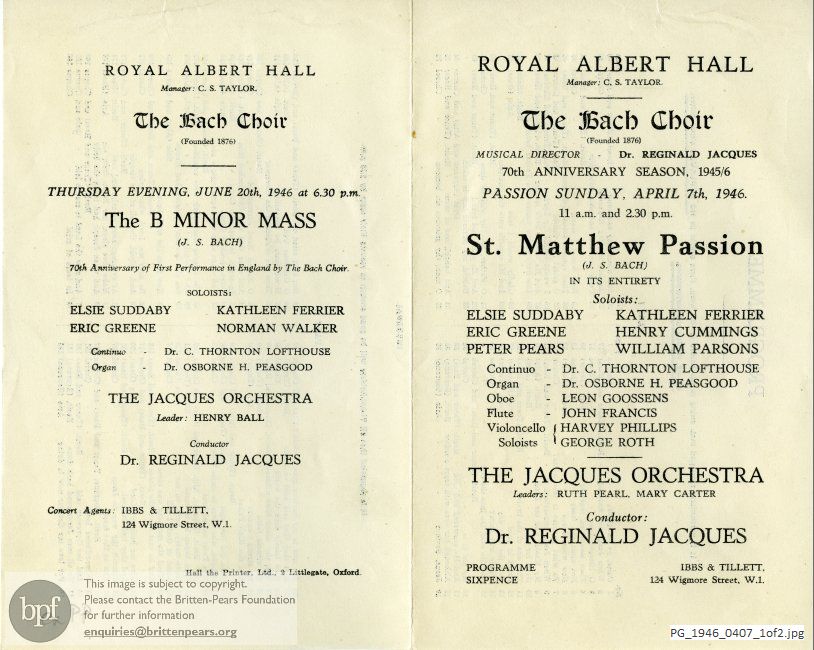 ROYAL ALBERT HALL
Manager: C. S. TAYLOR.
The Bach Choir
(Founded 1876)
THURSDAY EVENING, JUNE 20th, 1946 at 6.30 p.m.
The B MINOR MASS
(J. S. BACH)
70th Anniversary of First Performance in England by The Bach Choir.
SOLOISTS:
ELSIE SUDDABY KATHLEEN FERRIER
ERIC GREENE NORMAN WALKER
Continuo - Dr. C. THORNTON LOFTHOUSE
Organ - Dr. OSBORNE H. PEASGOOD
THE JACQUES ORCHESTRA
Leader: HENRY BALL
Conductor
Dr. REGINALD JACQUES
Concert Agents: IBBS & TILLETT,
124 Wigmore Street, W.1.
Hall the Printer, Ltd., 2 Littlegate, Oxford.
bpf
This image is subject to copyright.
Please contact the Britten-Pears Foundation
for further information
enquiries@brittenpears.org
ROYAL ALBERT HALL
Manager: C. S. TAYLOR.
The Bach Choir
(Founded 1876)
MUSICAL DIRECTOR - Dr. REGINALD JACQUES
70th ANNIVERSARY SEASON, 1945/6
PASSION SUNDAY, APRIL 7th, 1946.
11 a.m. and 2.30 p.m.
St. Matthew Passion
(J. S. BACH)
IN ITS ENTIRETY
Soloists:
ELSIE SUDDABY KATHLEEN FERRIER
ERIC GREENE HENRY CUMMINGS
PETER PEARS WILLIAM PARSONS
Continuo - Dr. C. THORNTON LOFTHOUSE
Organ - Dr. OSBORNE H. PEASGOOD
Oboe - LEON GOOSSENS
Flute - JOHN FRANCIS
Violoncello { HARVEY PHILLIPS
Soloists { GEORGE ROTH
THE JACQUES ORCHESTRA
Leaders: RUTH PEARL, MARY CARTER
Conductor:
Dr. REGINALD JACQUES
PROGRAMME IBBS & TILLETT,
SIXPENCE 124 Wigmore Street, W.1.
PG_1946_0407_1of2.jpg